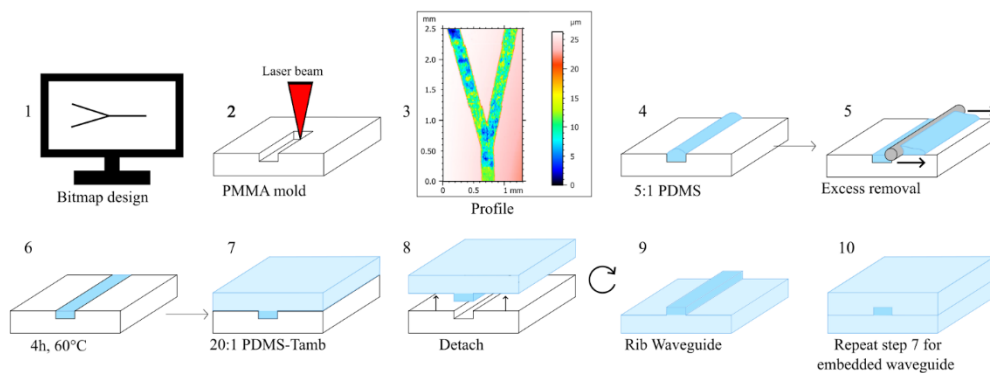 1
Bitmap design
2
Laser beam
PMMA mold
3
mm
2.5
2.0
1.5
1.0
0.5
0.0
0
0.5
1 mm
µm
25
20
15
10
5
0
Profile
4
5:1 PDMS
5
Excess removal
6
4h, 60°C
7
20:1 PDMS-Tamb
8
Detach
9
Rib Waveguide
10
Repeat step 7 for
embedded waveguide